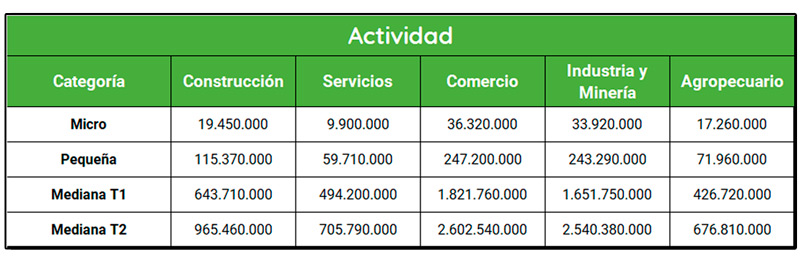 Actividad
Categoría Construcción Servicios Comercio Industria y Minería Agropecuario
Micro 19.450.000 9.900.000 36.320.000 33.920.000 17.260.000
Pequeña 115.370.000 59.710.000 247.200.000 243.290.000 71.960.000
Mediana T1 643.710.000 494.200.000 1.821.760.000 1.651.750.000 426.720.000
Mediana T2 965.460.000 705.790.000 2.602.540.000 2.540.380.000 676.810.000